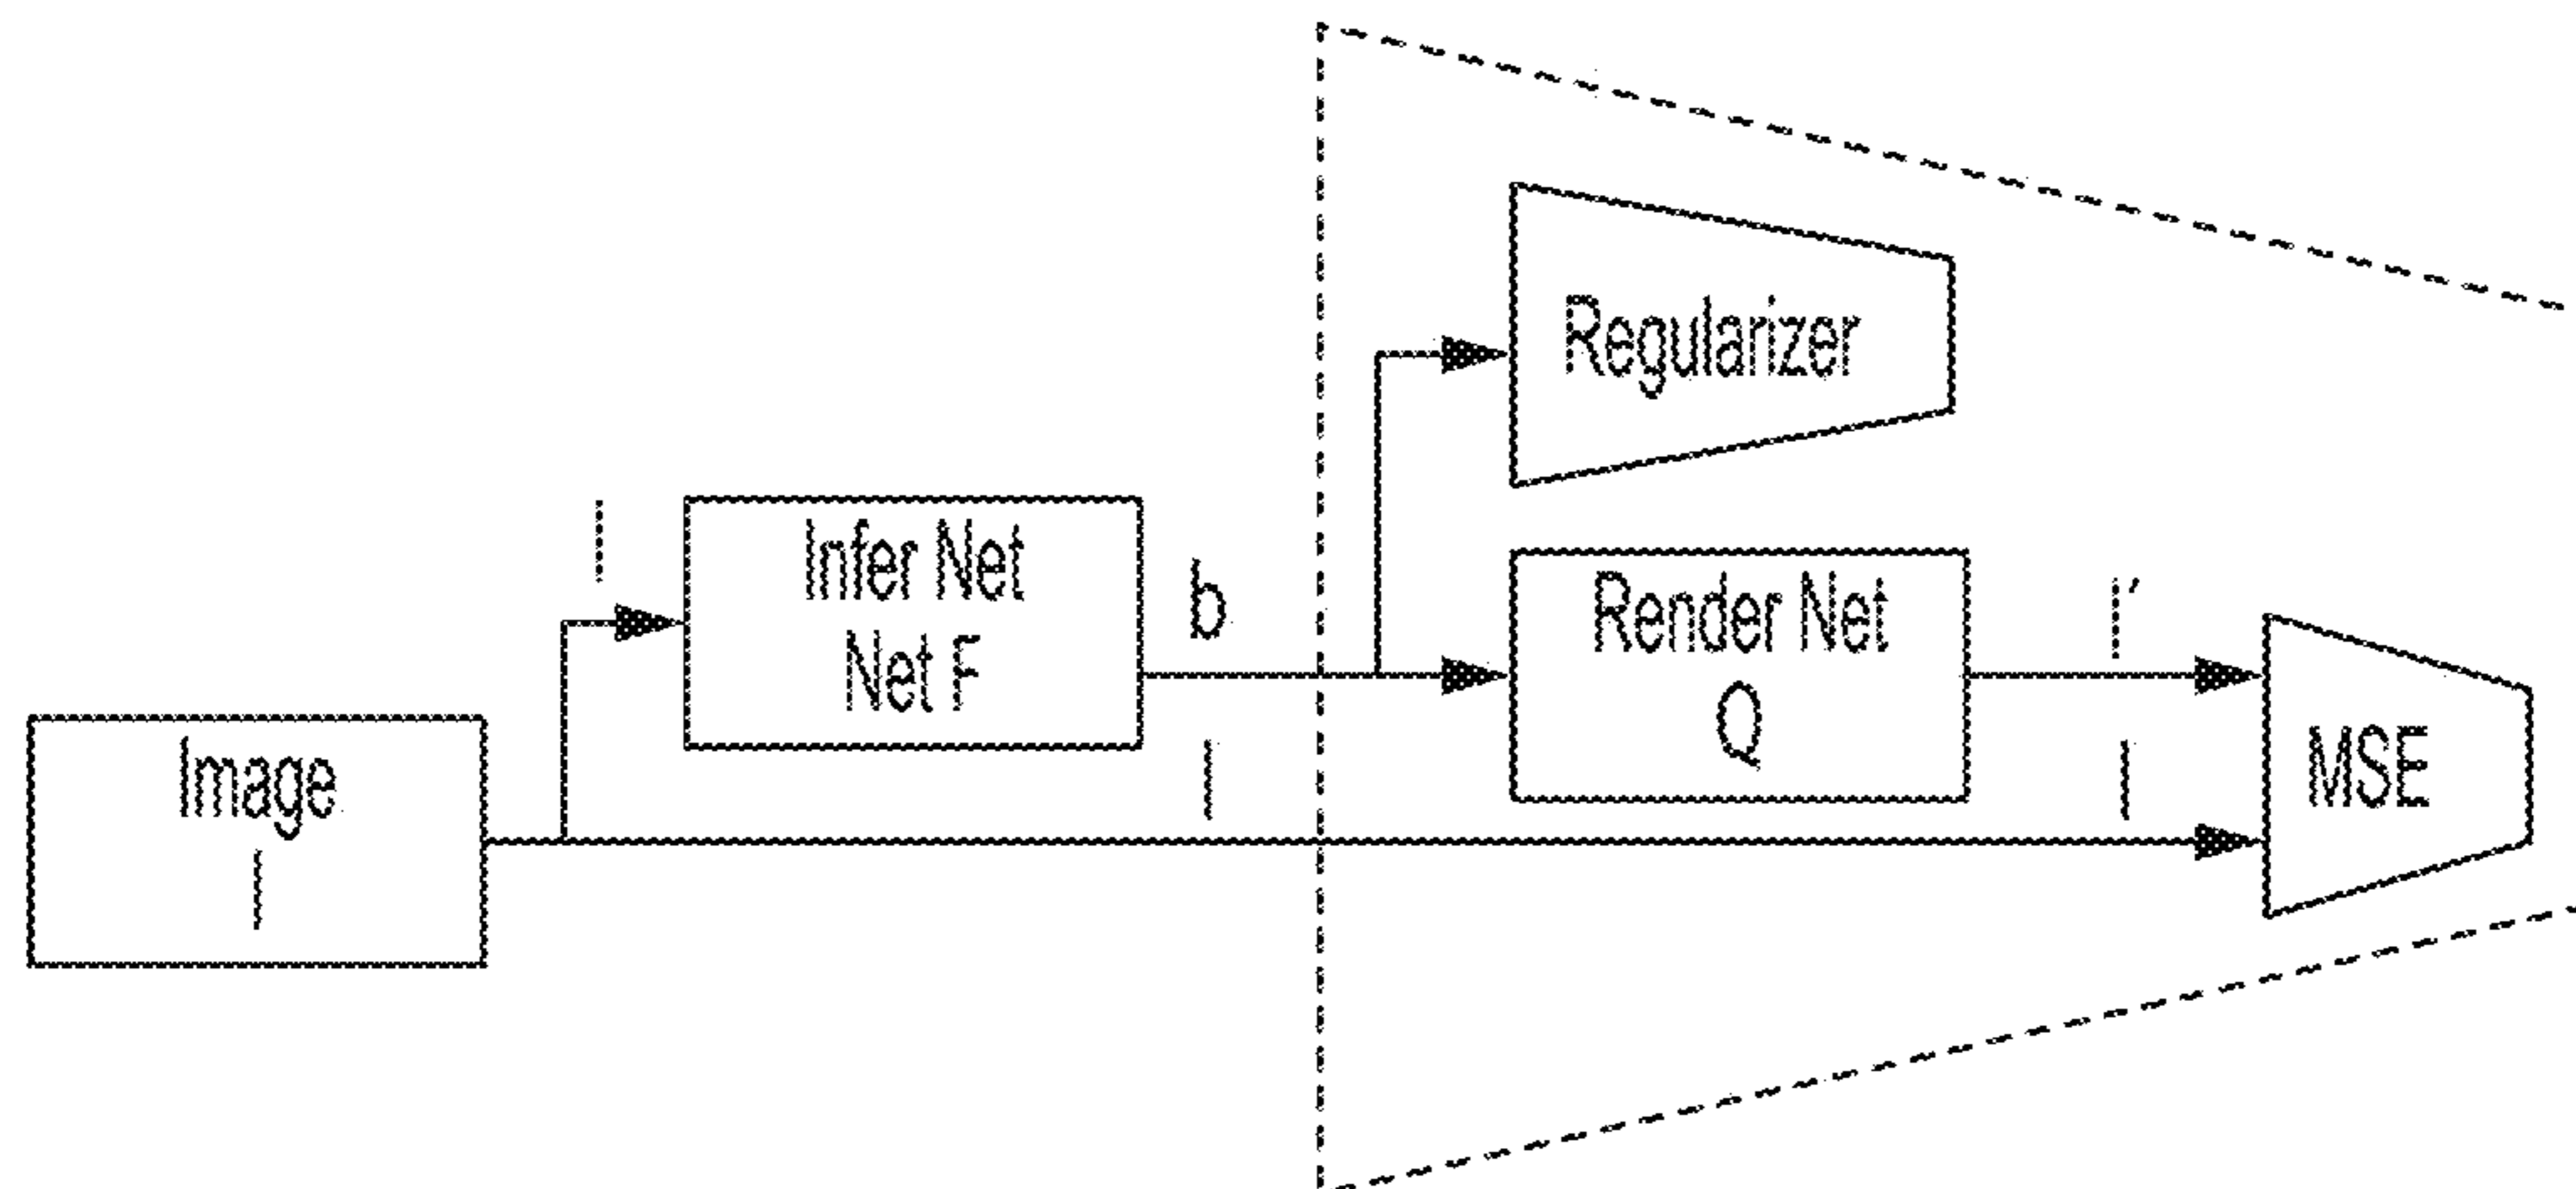 Regularizer
I
Infer Net
Net F
b
Render Net
Q
I'
Image
I
I
I
MSE